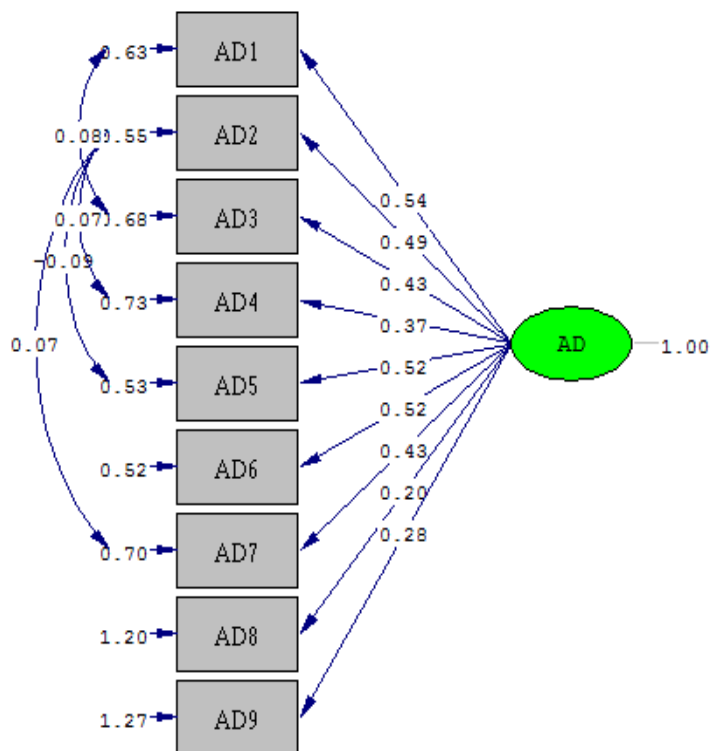 0.63 AD1
0.54
0.08 0.55 AD2
0.49
0.07 0.68 AD3
0.43
-0.09
0.73 AD4
0.37
0.07
AD 1.00
0.53 AD5
0.52
0.52 AD6
0.52
0.70 AD7
0.43
1.20 AD8
0.20
1.27 AD9
0.28